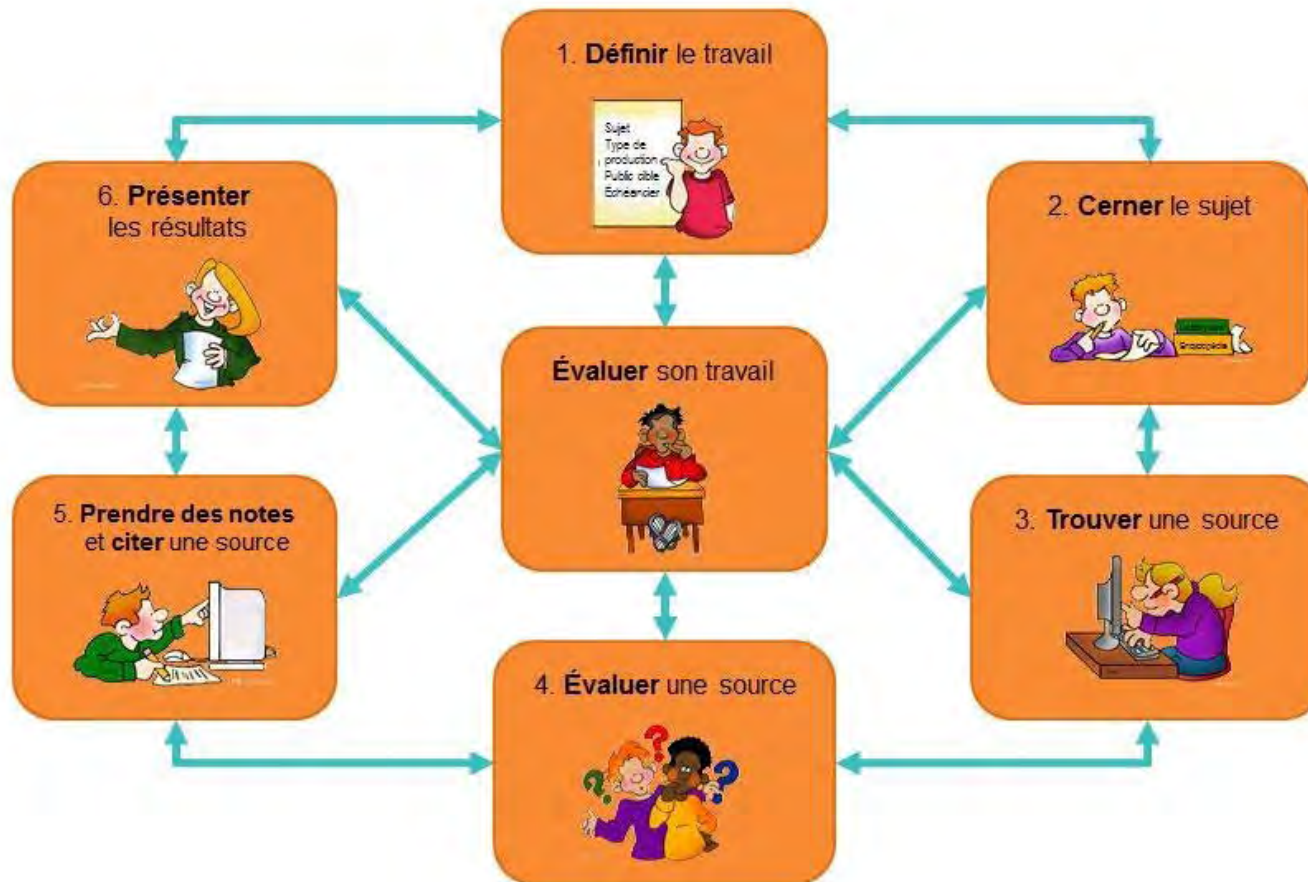 1. Définir le travail
Sujet
Type de
production
Public cible
Échéancier
2. Cerner le sujet
3. Trouver une source
4. Évaluer une source
5. Prendre des notes
et citer une source
6. Présenter
les résultats
Évaluer son travail